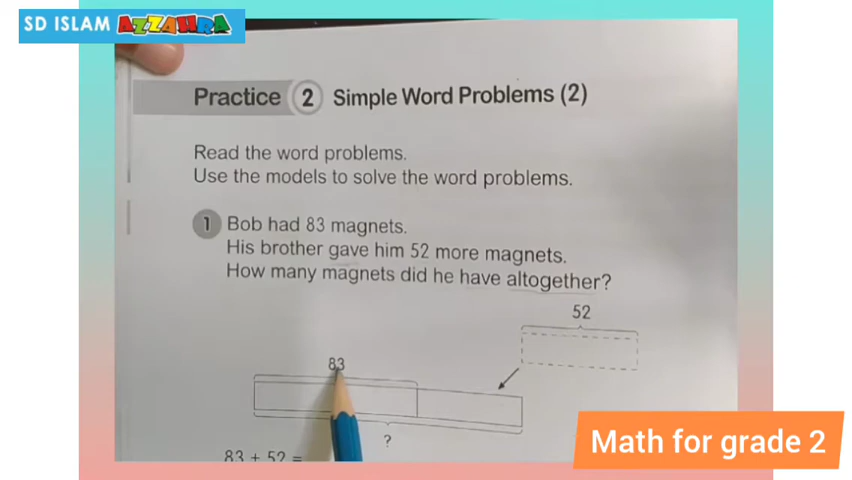 SD ISLAM AZZAHRA
Practice 2 Simple Word Problems (2)
Read the word problems.
Use the models to solve the word problems.
1 Bob had 83 magnets.
His brother gave him 52 more magnets.
How many magnets did he have altogether?
52
83
?
83 + 52 =
Math for grade 2